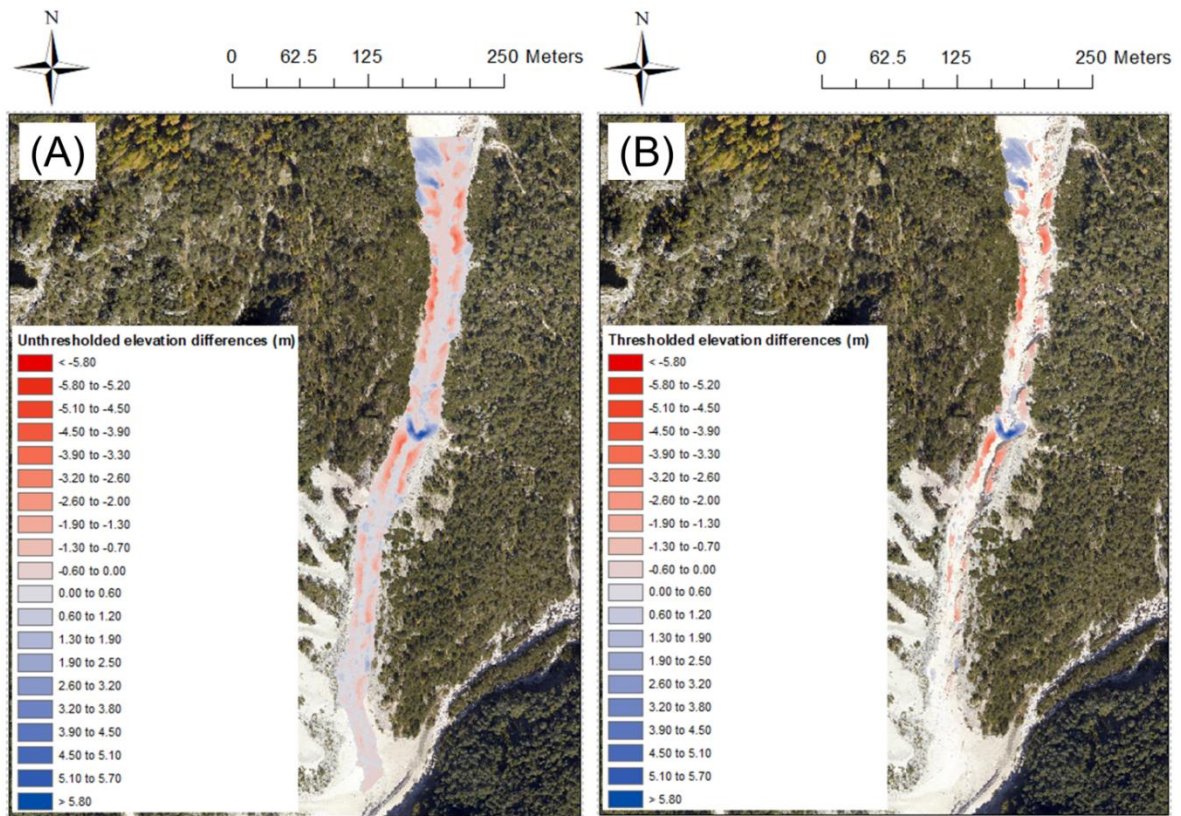 N
0 62.5 125 250 Meters
(A)
Unthresholded elevation differences (m)
< -5.80
-5.80 to -5.20
-5.10 to -4.50
-4.50 to -3.90
-3.90 to -3.30
-3.20 to -2.60
-2.60 to -2.00
-1.90 to -1.30
-1.30 to -0.70
-0.60 to 0.00
0.00 to 0.60
0.60 to 1.20
1.30 to 1.90
1.90 to 2.50
2.60 to 3.20
3.20 to 3.80
3.90 to 4.50
4.50 to 5.10
5.10 to 5.70
> 5.80
N
0 62.5 125 250 Meters
(B)
Thresholded elevation differences (m)
< -5.80
-5.80 to -5.20
-5.10 to -4.50
-4.50 to -3.90
-3.90 to -3.30
-3.20 to -2.60
-2.60 to -2.00
-1.90 to -1.30
-1.30 to -0.70
-0.60 to 0.00
0.00 to 0.60
0.60 to 1.20
1.30 to 1.90
1.90 to 2.50
2.60 to 3.20
3.20 to 3.80
3.90 to 4.50
4.50 to 5.10
5.10 to 5.70
> 5.80